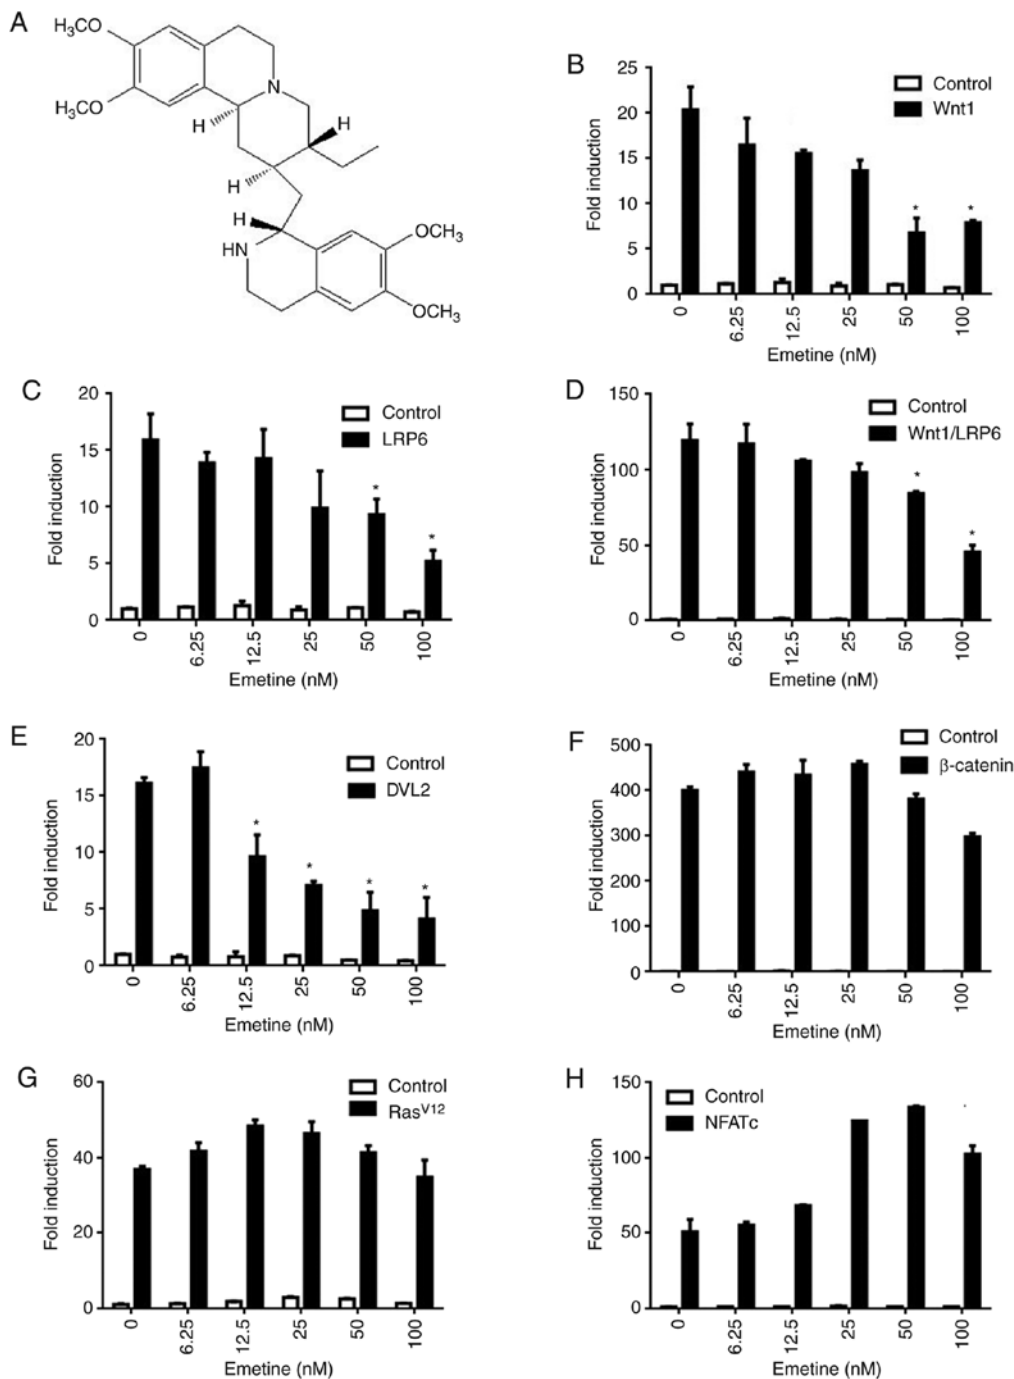 A
H3CO
H3CO
N
H
H
H
H
HN
OCH3
OCH3
B
Control
Wnt1
Fold induction
25
20
15
10
5
0
* *
0 6.25 12.5 25 50 100
Emetine (nM)
C
Control
LRP6
Fold induction
20
15
10
5
0
* *
0 6.25 12.5 25 50 100
Emetine (nM)
D
Control
Wnt1/LRP6
Fold induction
150
100
50
0
* *
0 6.25 12.5 25 50 100
Emetine (nM)
E
Control
DVL2
Fold induction
20
15
10
5
0
* * * *
0 6.25 12.5 25 50 100
Emetine (nM)
F
Control
β-catenin
Fold induction
500
400
300
200
100
0
0 6.25 12.5 25 50 100
Emetine (nM)
G
Control
RasV12
Fold induction
60
40
20
0
0 6.25 12.5 25 50 100
Emetine (nM)
H
Control
NFATc
Fold induction
150
100
50
0
0 6.25 12.5 25 50 100
Emetine (nM)